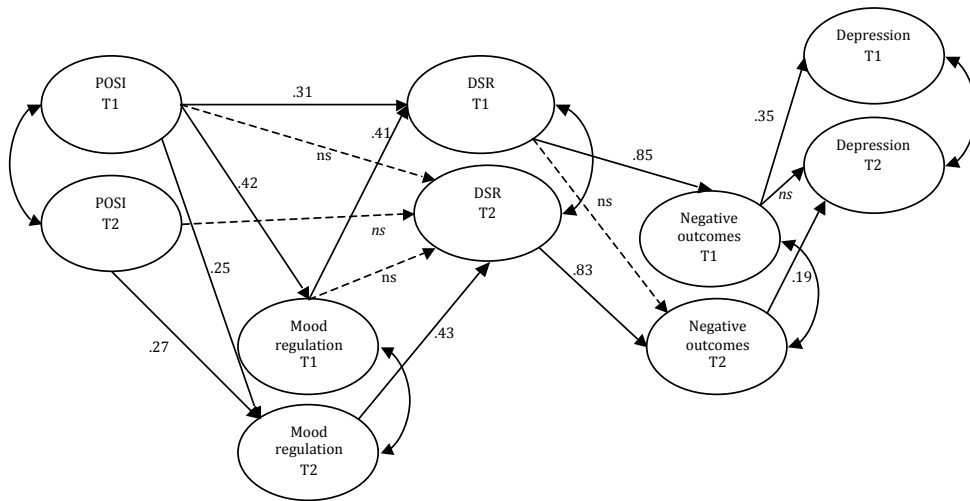 Depression
T1
POSI
T1
DSR
T1
.31
.35
.41
ns
Depression
T2
.85
.42
DSR
T2
ns
POSI
T2
ns
ns
Negative
outcomes
T1
.25
ns
.83
.19
Mood
regulation
T1
.43
Negative
outcomes
T2
.27
Mood
regulation
T2